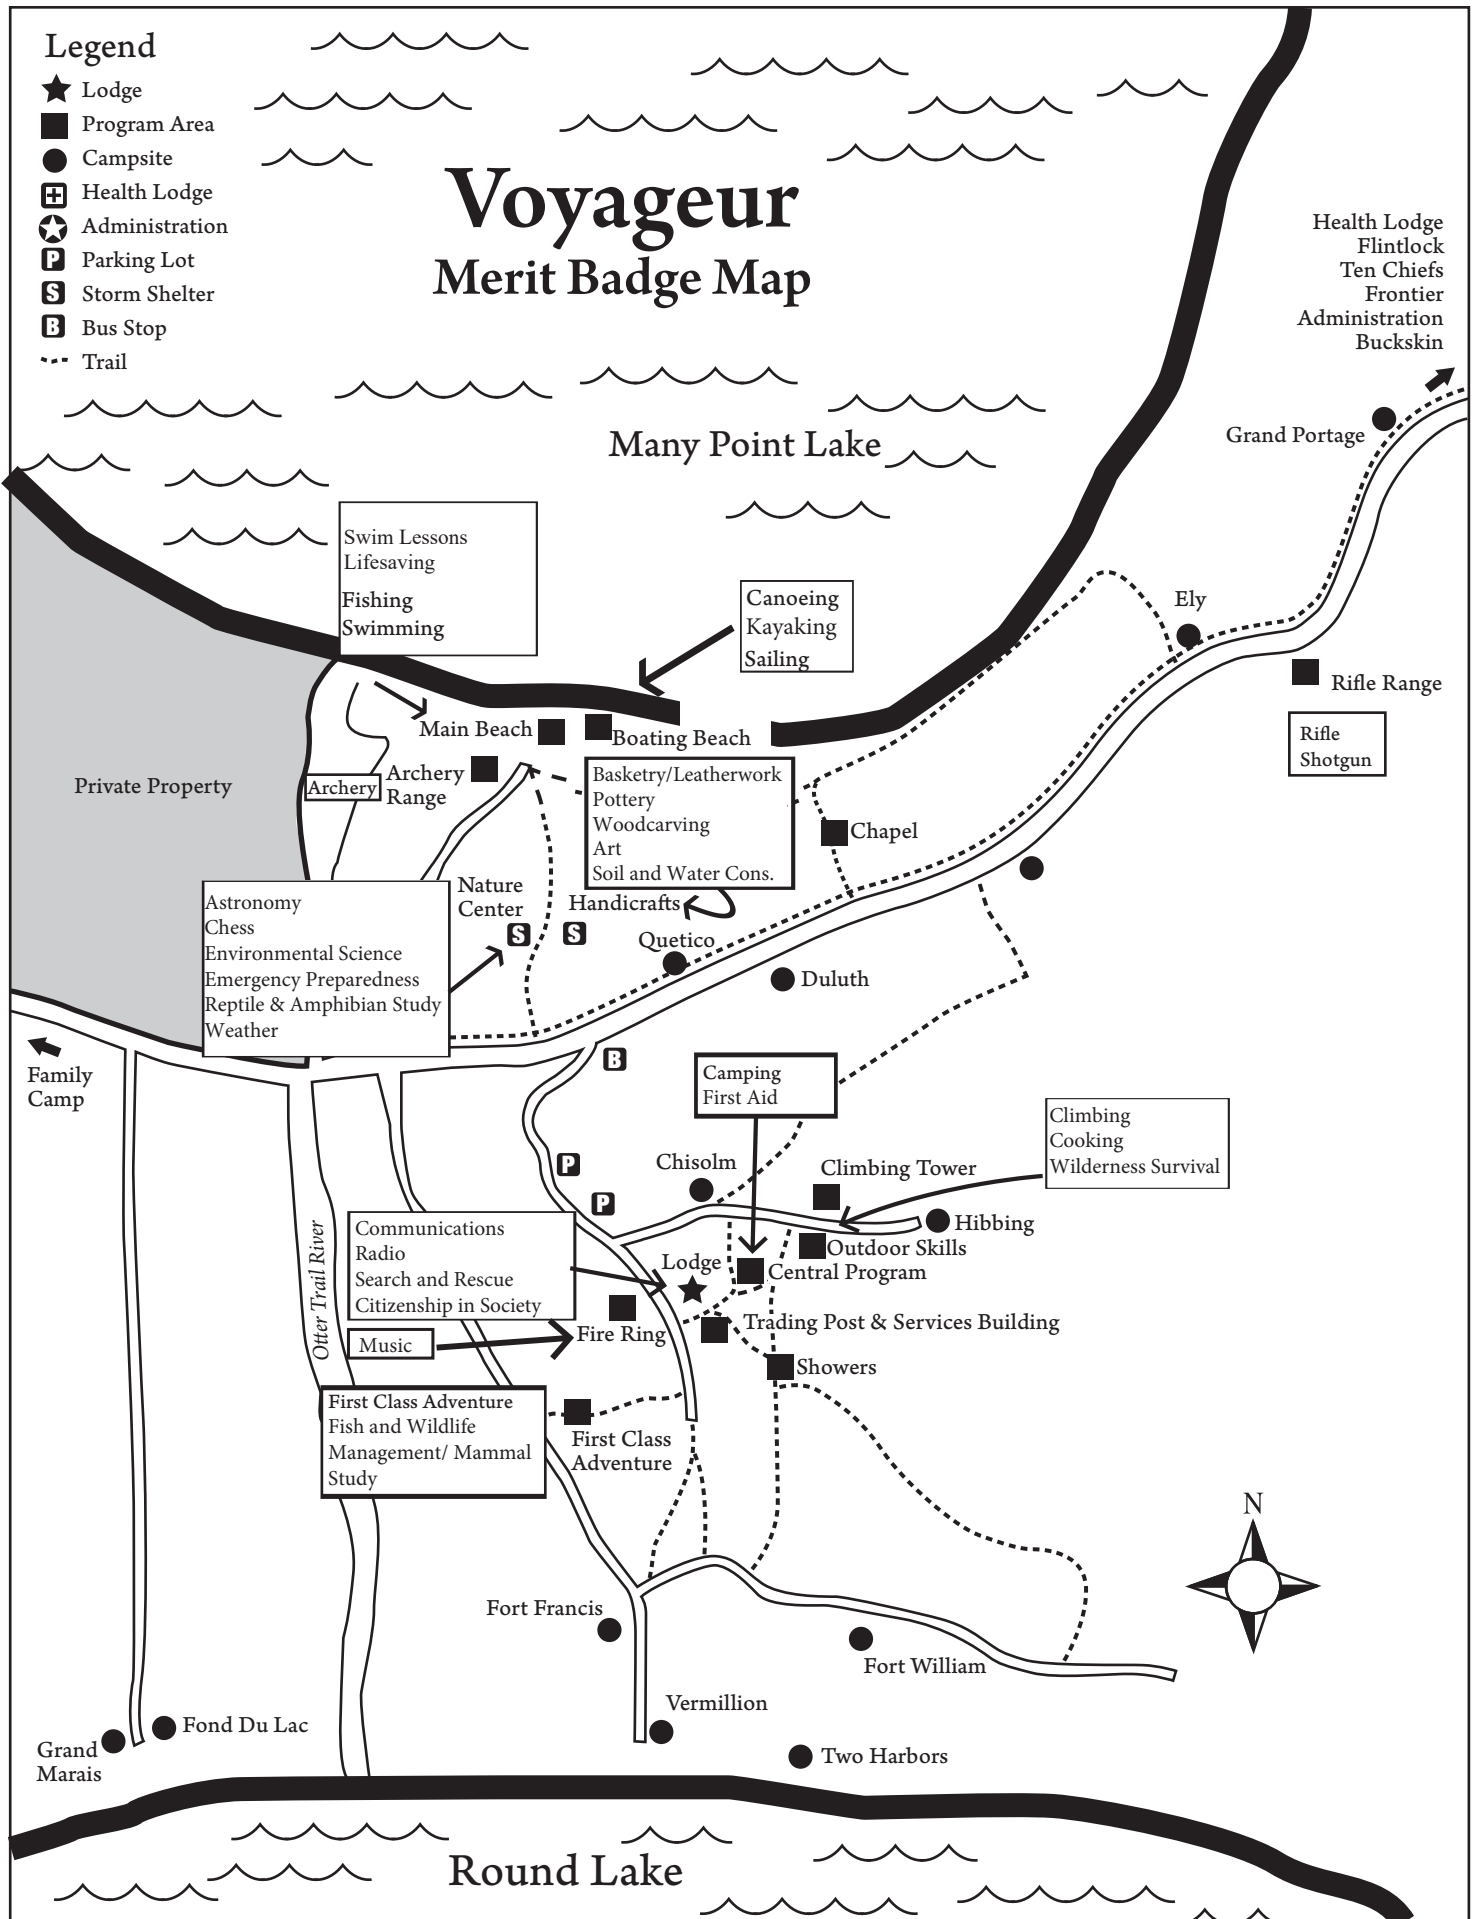 Legend
Lodge
Program Area
Campsite
Health Lodge
Administration
P Parking Lot
S Storm Shelter
B Bus Stop
Trail
Voyageur
Merit Badge Map
Health Lodge
Flintlock
Ten Chiefs
Frontier
Administration
Buckskin
Many Point Lake
Grand Portage
Swim Lessons
Lifesaving
Fishing
Swimming
Canoeing
Kayaking
Sailing
Ely
Rifle Range
Rifle
Shotgun
Main Beach
Boating Beach
Private Property
Archery
Archery
Range
Basketry/Leatherwork
Pottery
Woodcarving
Art
Soil and Water Cons.
Chapel
Nature
Center
Handicrafts
S
S
Quetico
Duluth
Astronomy
Chess
Environmental Science
Emergency Preparedness
Reptile & Amphibian Study
Weather
Family
Camp
B
Camping
First Aid
Climbing
Cooking
Wilderness Survival
P
P
Chisolm
Climbing Tower
Hibbing
Outdoor Skills
Central Program
Communications
Radio
Search and Rescue
Citizenship in Society
Lodge
Otter Trail River
Music
Fire Ring
Trading Post & Services Building
Showers
First Class Adventure
Fish and Wildlife
Management/ Mammal
Study
First Class
Adventure
N
Fort Francis
Fort William
Vermillion
Fond Du Lac
Grand
Marais
Two Harbors
Round Lake